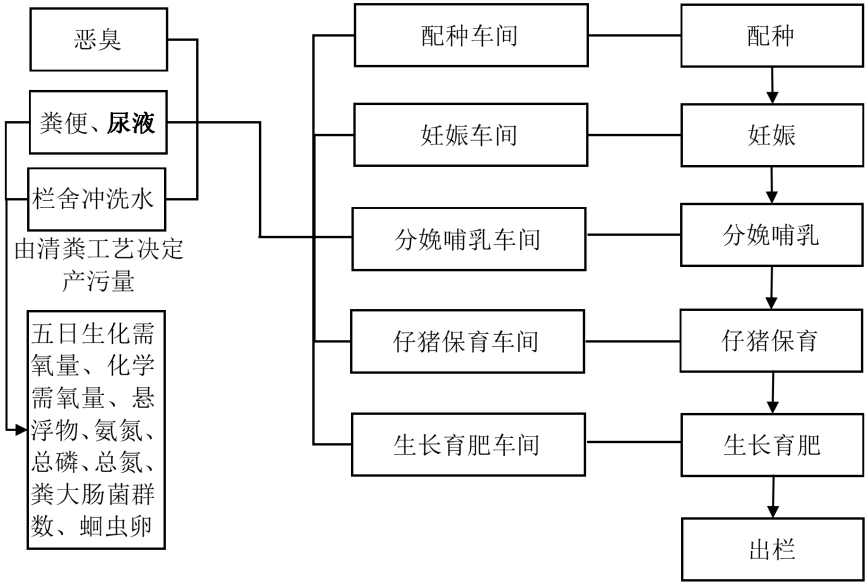 恶臭
粪便、尿液
栏舍冲洗水
由清粪工艺决定
产污量
五日生化需
氧量、化学
需氧量、悬
浮物、氨氮、
总磷、总氮、
粪大肠菌群
数、蛔虫卵
配种车间
妊娠车间
分娩哺乳车间
仔猪保育车间
生长育肥车间
配种
妊娠
分娩哺乳
仔猪保育
生长育肥
出栏